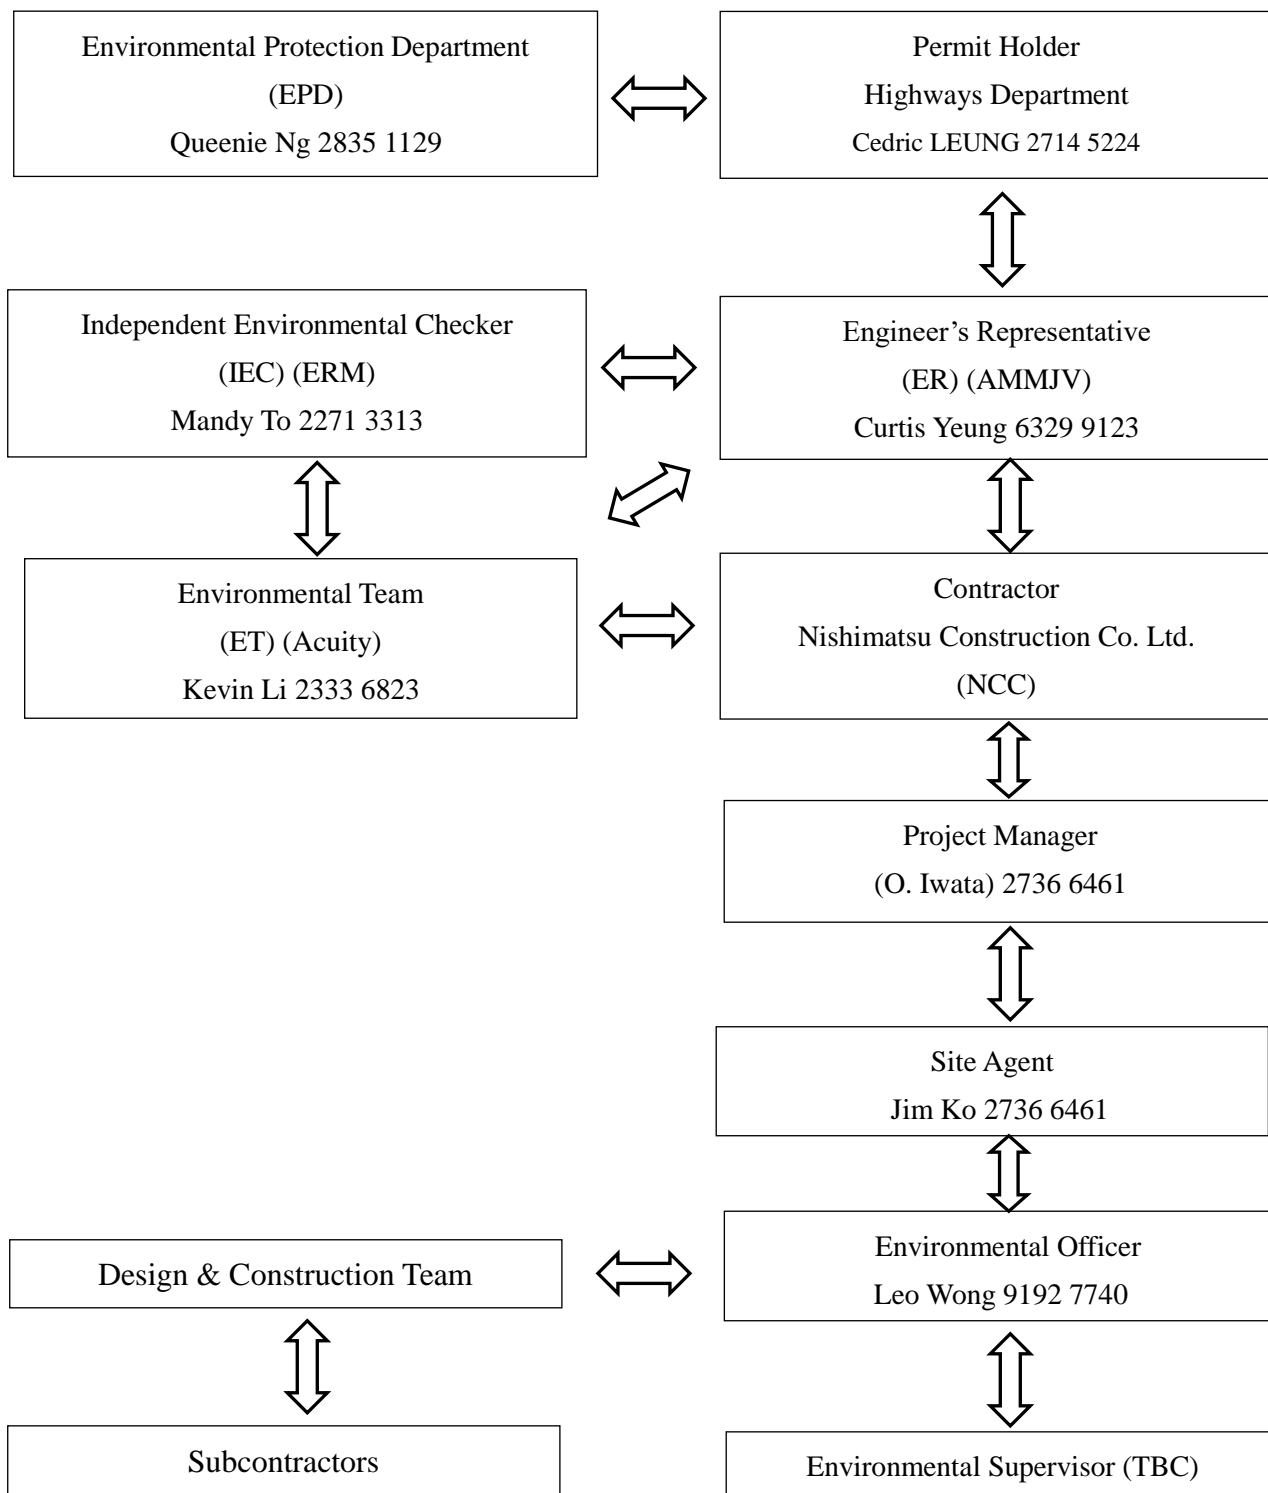 Environmental Protection Department
(EPD)
Queenie Ng 2835 1129
Permit Holder
Highways Department
Cedric LEUNG 2714 5224
Independent Environmental Checker
(IEC) (ERM)
Mandy To 2271 3313
Engineer’s Representative
(ER) (AMMJV)
Curtis Yeung 6329 9123
Environmental Team
(ET) (Acuity)
Kevin Li 2333 6823
Contractor
Nishimatsu Construction Co. Ltd.
(NCC)
Project Manager
(O. Iwata) 2736 6461
Site Agent
Jim Ko 2736 6461
Environmental Officer
Leo Wong 9192 7740
Design & Construction Team
Subcontractors
Environmental Supervisor (TBC)